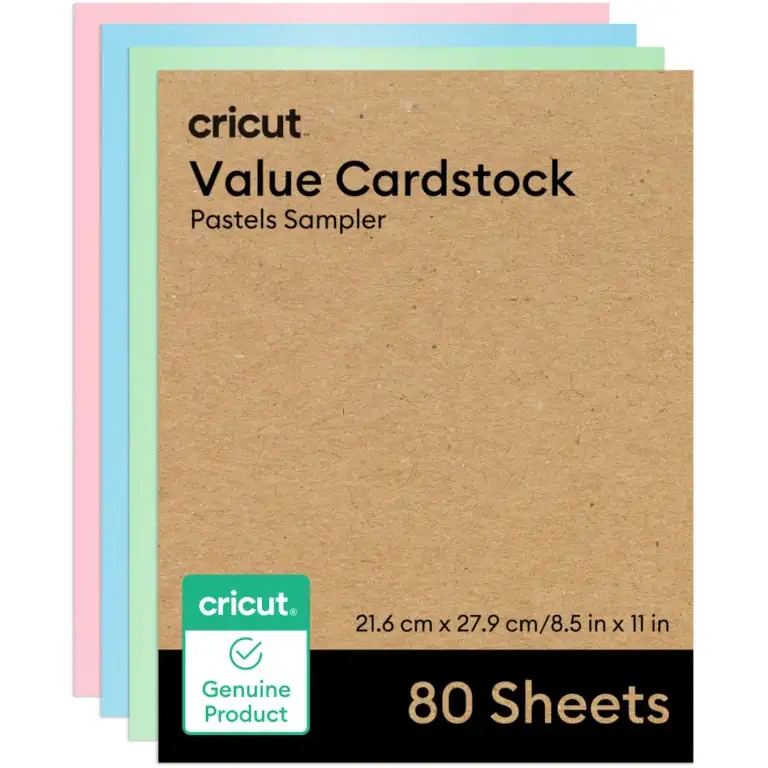 cricut
Value Cardstock
Pastels Sampler
cricut®
Genuine
Product
21.6 cm x 27.9 cm/8.5 in x 11 in
80 Sheets